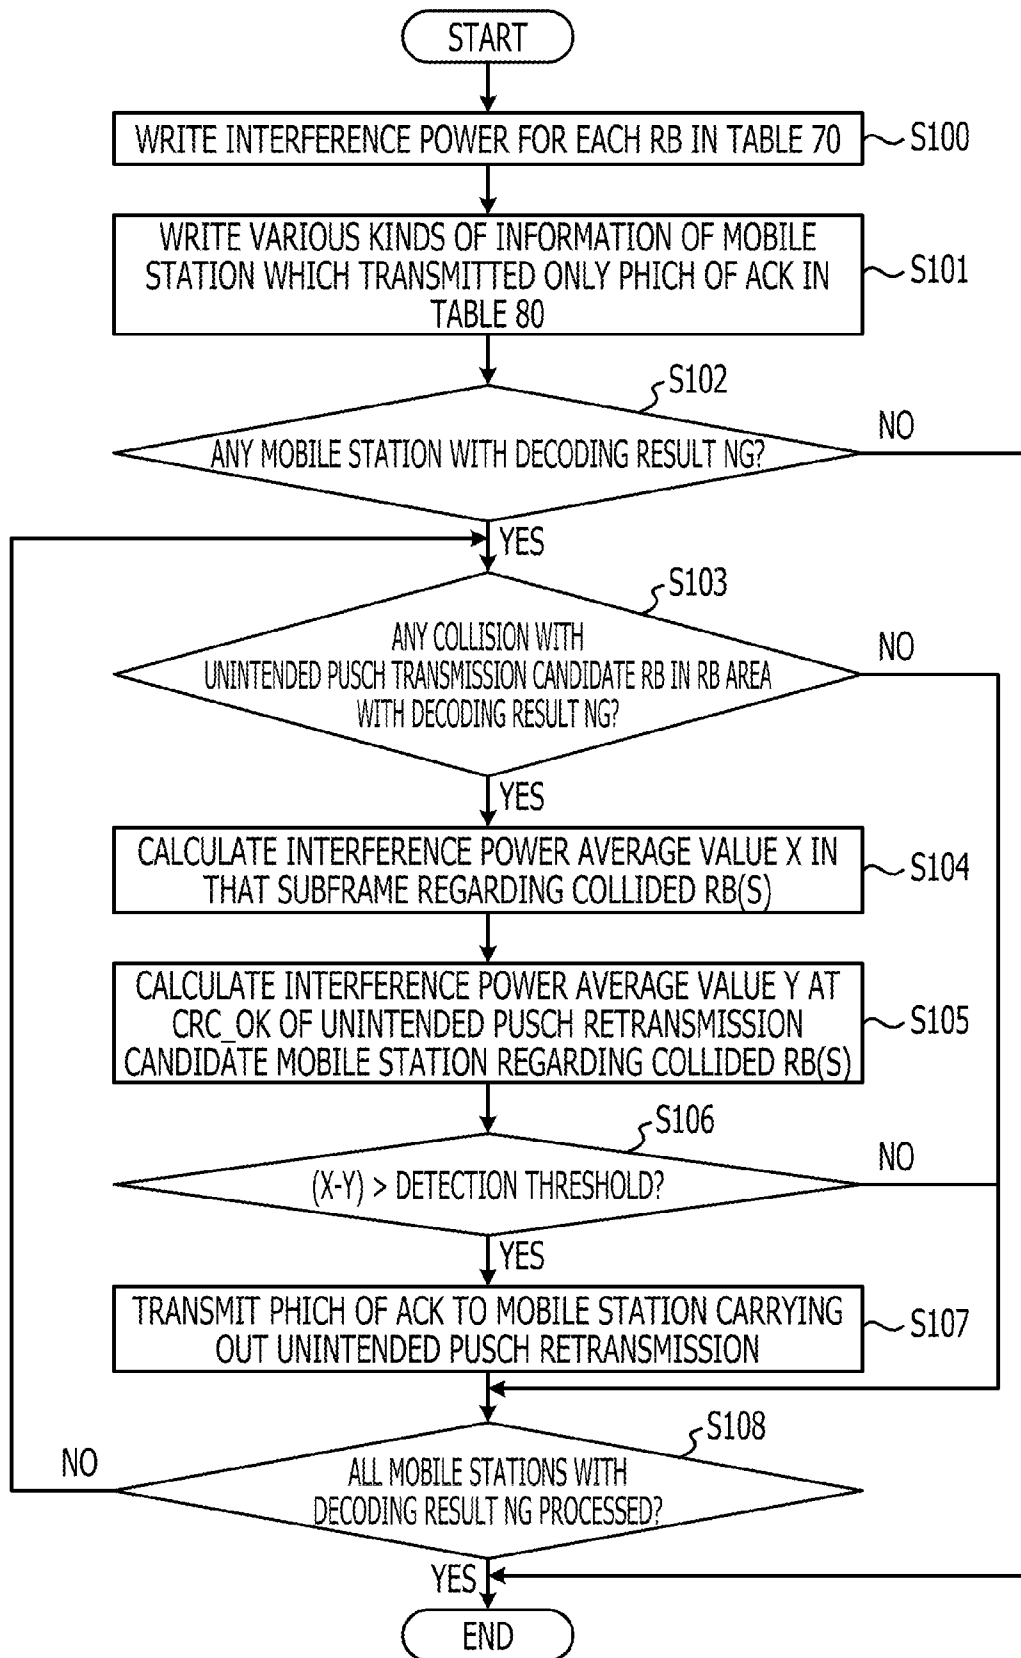 START
WRITE INTERFERENCE POWER FOR EACH RB IN TABLE 70
S100
WRITE VARIOUS KINDS OF INFORMATION OF MOBILE
STATION WHICH TRANSMITTED ONLY PHICH OF ACK IN
TABLE 80
S101
S102
ANY MOBILE STATION WITH DECODING RESULT NG?
NO
YES
S103
ANY COLLISION WITH
UNINTENDED PUSCH TRANSMISSION CANDIDATE RB IN RB AREA
WITH DECODING RESULT NG?
NO
YES
CALCULATE INTERFERENCE POWER AVERAGE VALUE X IN
THAT SUBFRAME REGARDING COLLIDED RB(S)
S104
CALCULATE INTERFERENCE POWER AVERAGE VALUE Y AT
CRC_OK OF UNINTENDED PUSCH RETRANSMISSION
CANDIDATE MOBILE STATION REGARDING COLLIDED RB(S)
S105
S106
(X-Y) > DETECTION THRESHOLD?
NO
YES
TRANSMIT PHICH OF ACK TO MOBILE STATION CARRYING
OUT UNINTENDED PUSCH RETRANSMISSION
S107
S108
NO
ALL MOBILE STATIONS WITH
DECODING RESULT NG PROCESSED?
YES
END